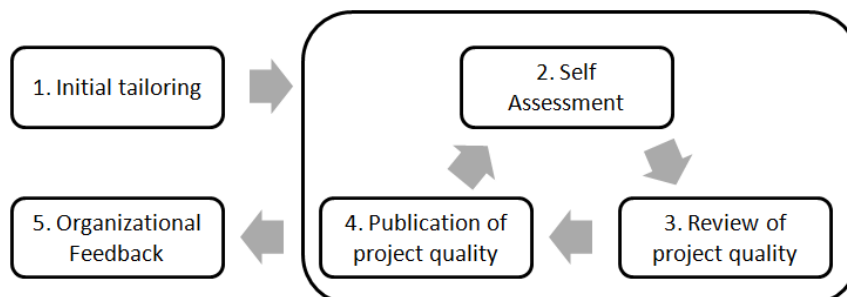 1. Initial tailoring
2. Self
Assessment
3. Review of
project quality
4. Publication of
project quality
5. Organizational
Feedback